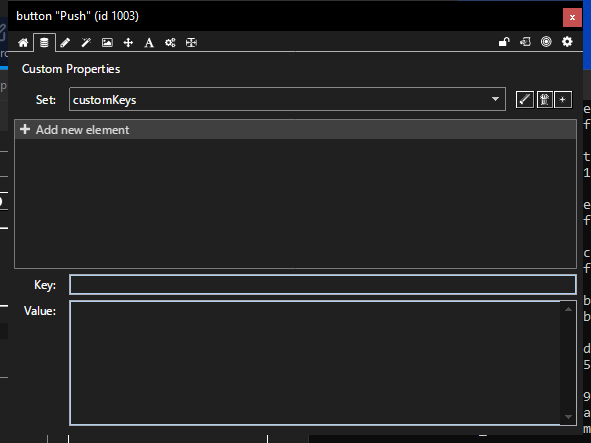 button "Push" (id 1003)
Custom Properties
Set: customKeys
Add new element
Key:
Value: